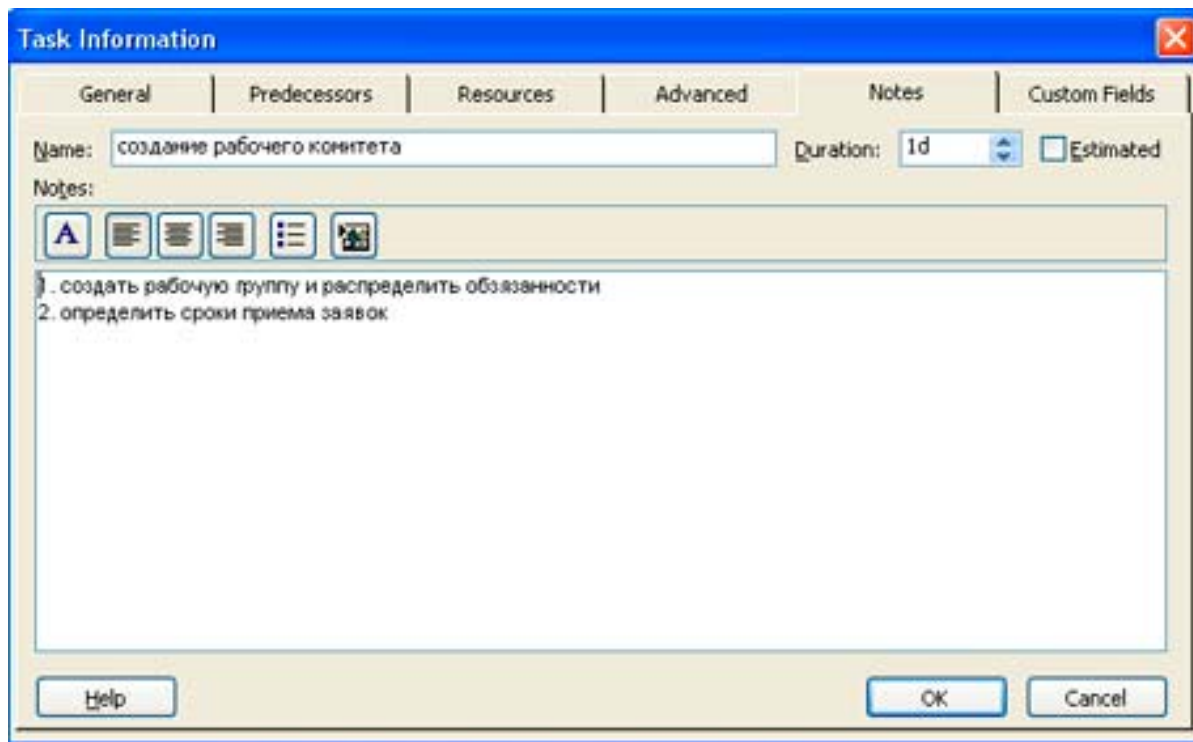 Task Information
General Predecessors Resources Advanced Notes Custom Fields
Name: создание рабочего комитета Duration: 1d Estimated
Notes:
A
1. создать рабочую группу и распределить обзязанности
2. определить сроки приема заявок
Help OK Cancel